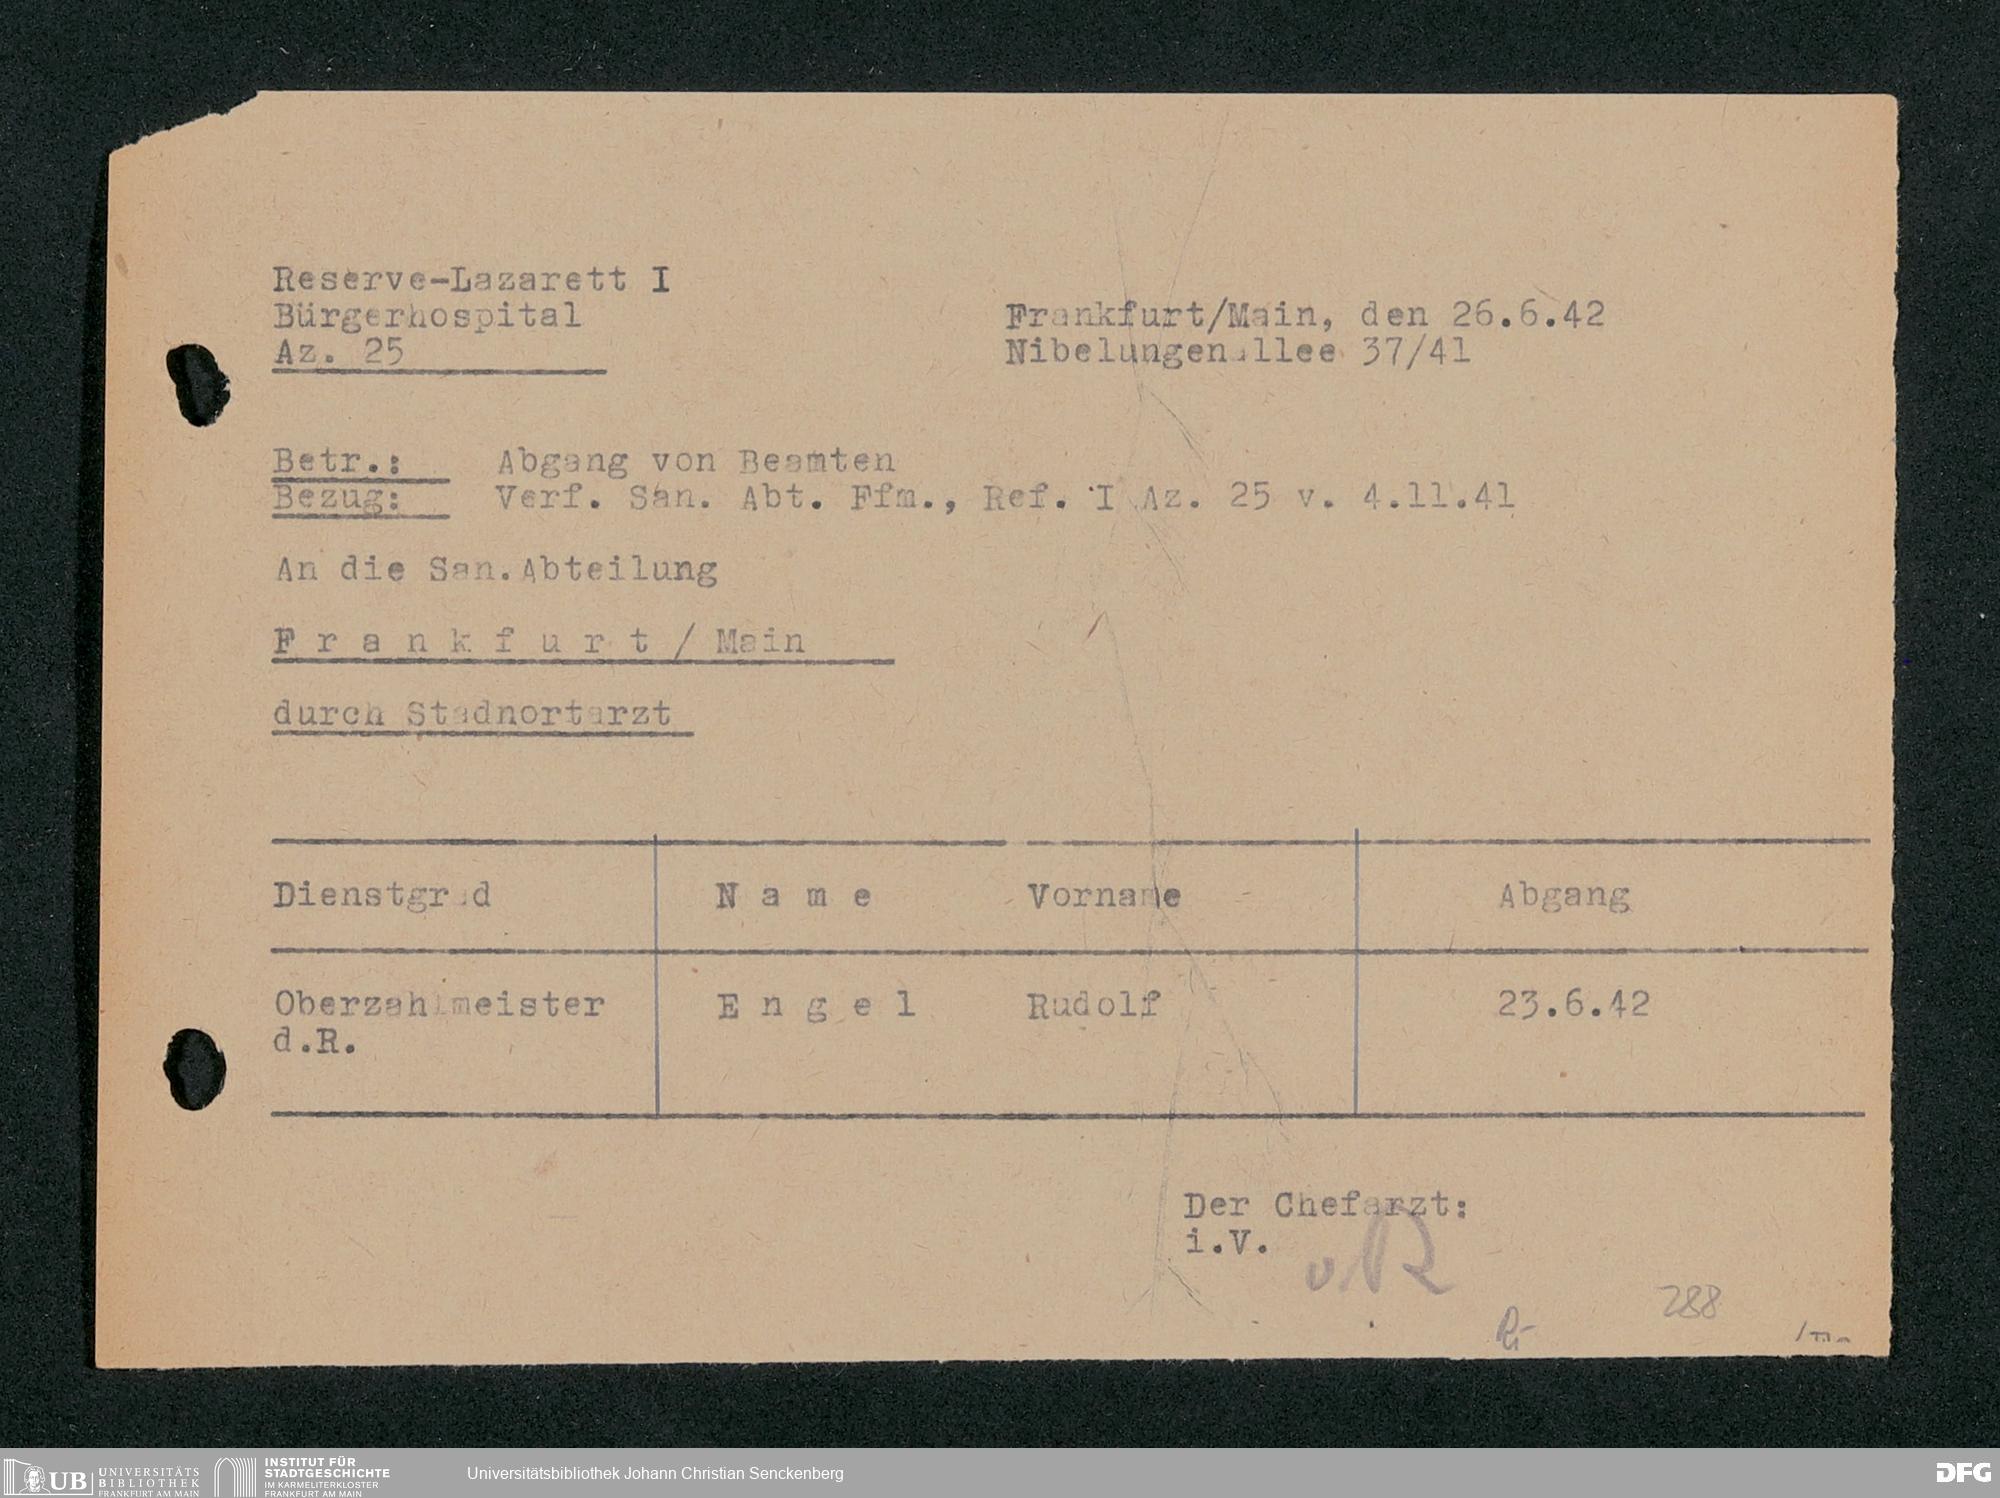 Reserve-Lazarett I
Bürgerhospital
Az. 25
Frankfurt/Main, den 26.6.42
Nibelungenallee 37/41
Betr.: Abgang von Beamten
Bezug: Verf. San. Abt. Ffm., Ref. I Az. 25 v. 4.11.41
An die San.Abteilung
F r a n k f u r t / Main
durch Stadnortarzt
Dienstgrad N a m e Vorname Abgang
Oberzahlmeister E n g e l Rudolf 23.6.42
d.R.
Der Chefarzt:
i.V.
288
UB UNIVERSITÄTS
BIBLIOTHEK
FRANKFURT AM MAIN
INSTITUT FÜR
STADTGESCHICHTE
IM KARMELITERKLOSTER
FRANKFURT AM MAIN
Universitätsbibliothek Johann Christian Senckenberg
DFG